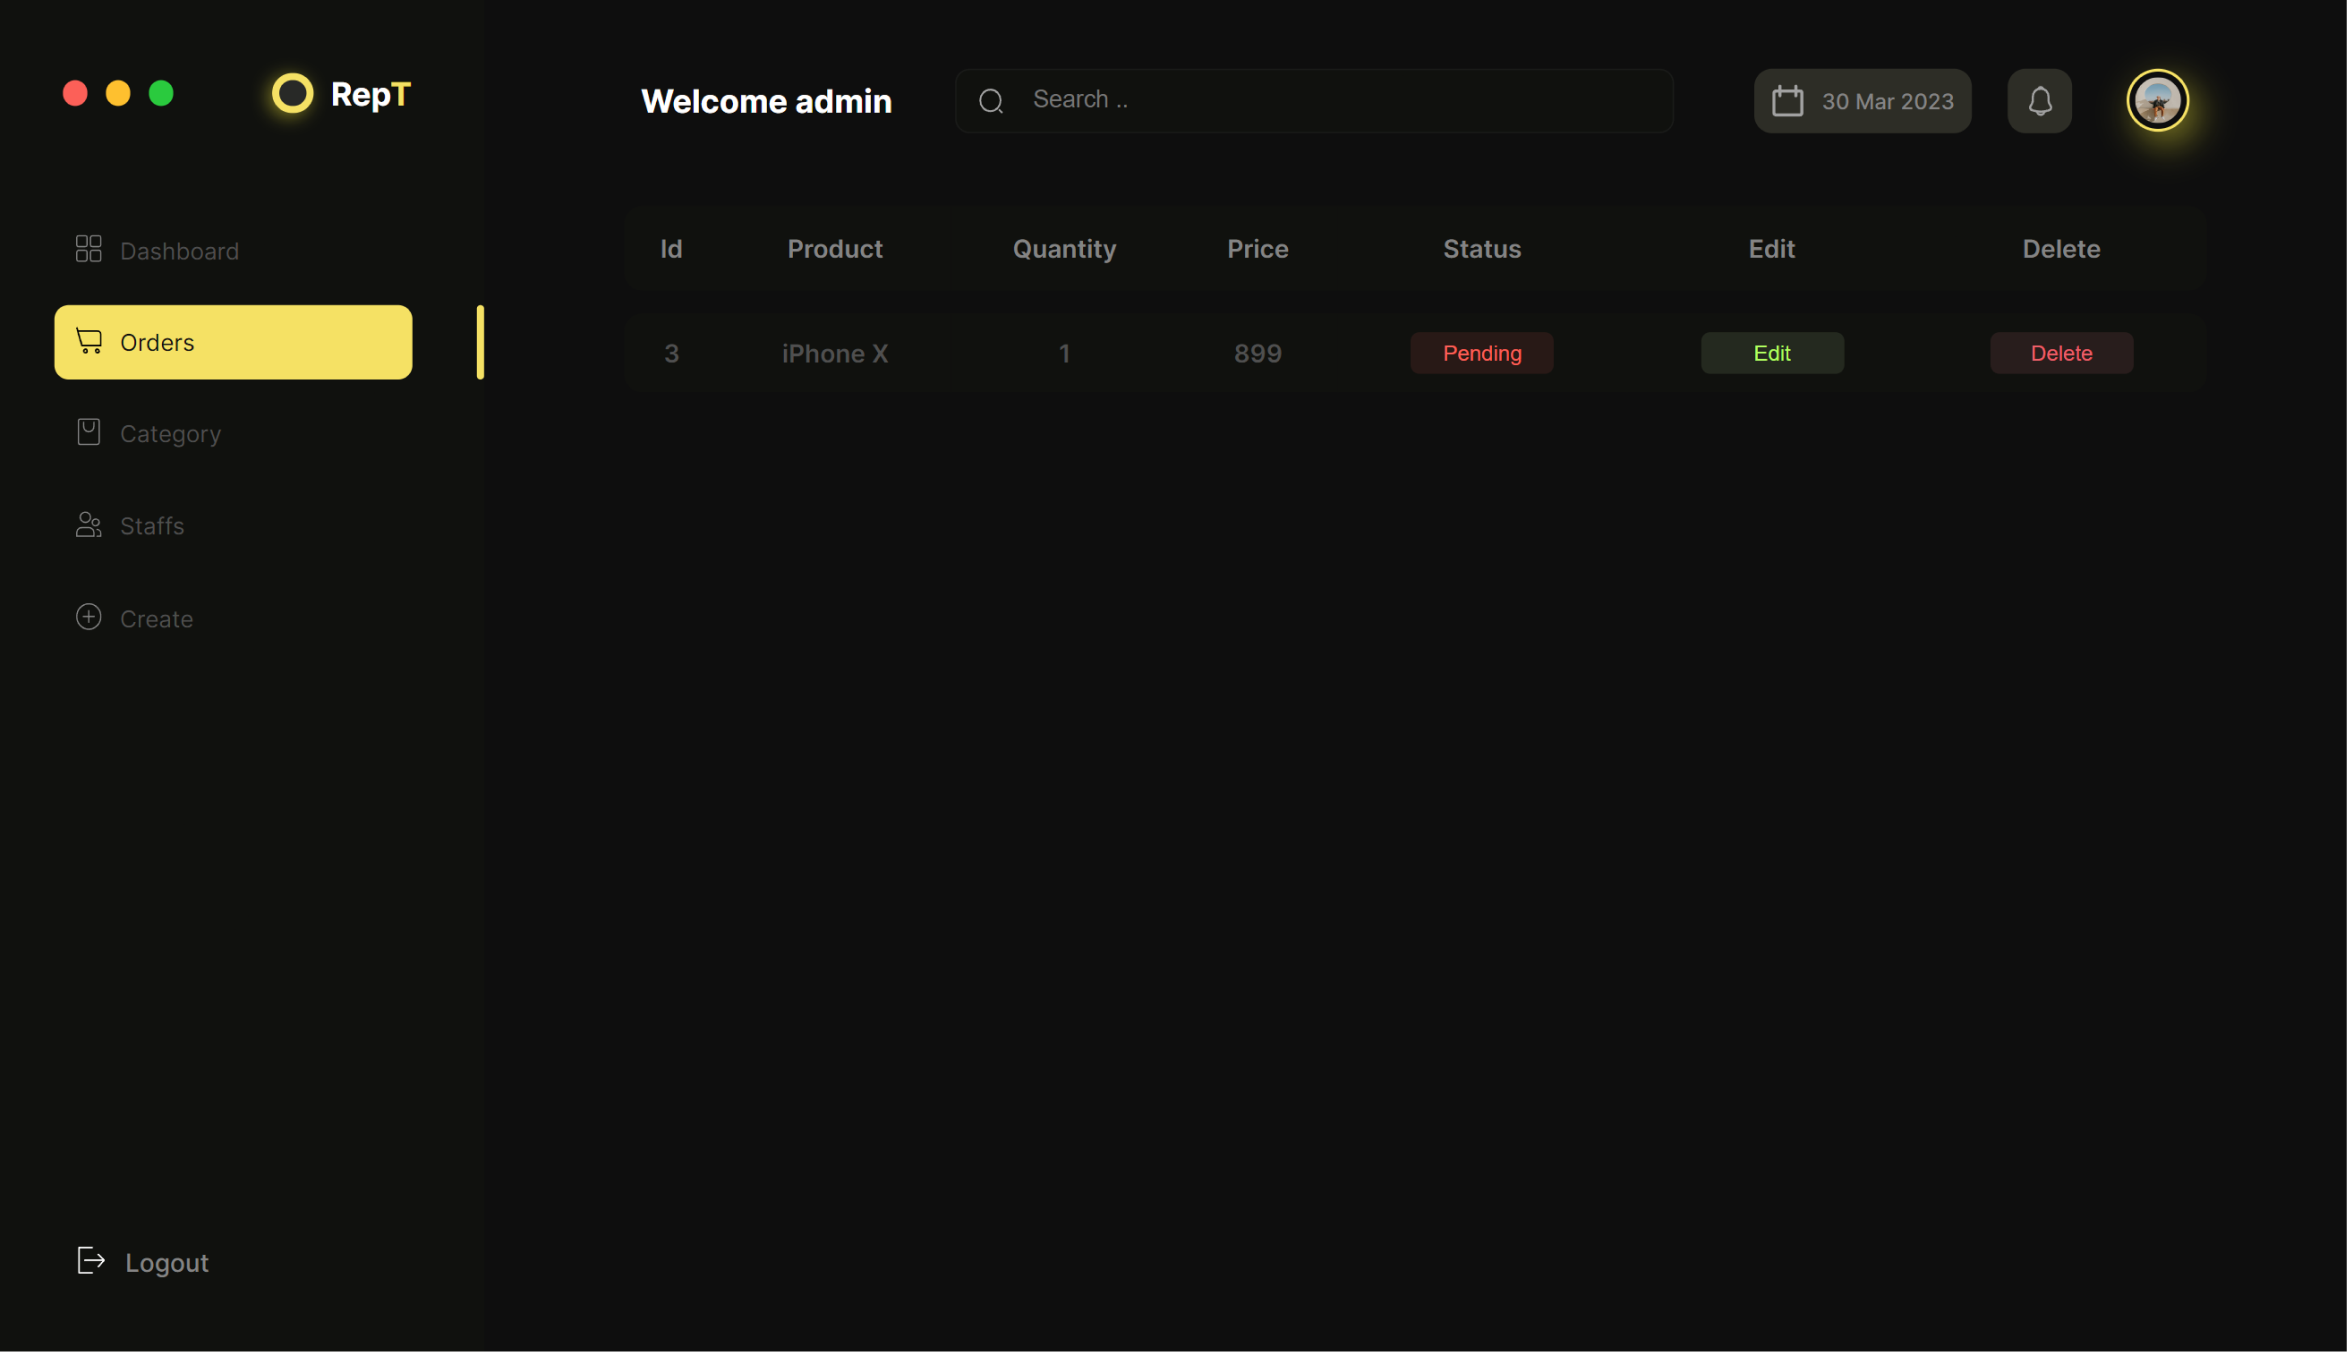 RepT
Dashboard
Orders
Category
Staffs
Create
Logout
Welcome admin
Search ..
30 Mar 2023
Id Product Quantity Price Status Edit Delete
3 iPhone X 1 899 Pending Edit Delete